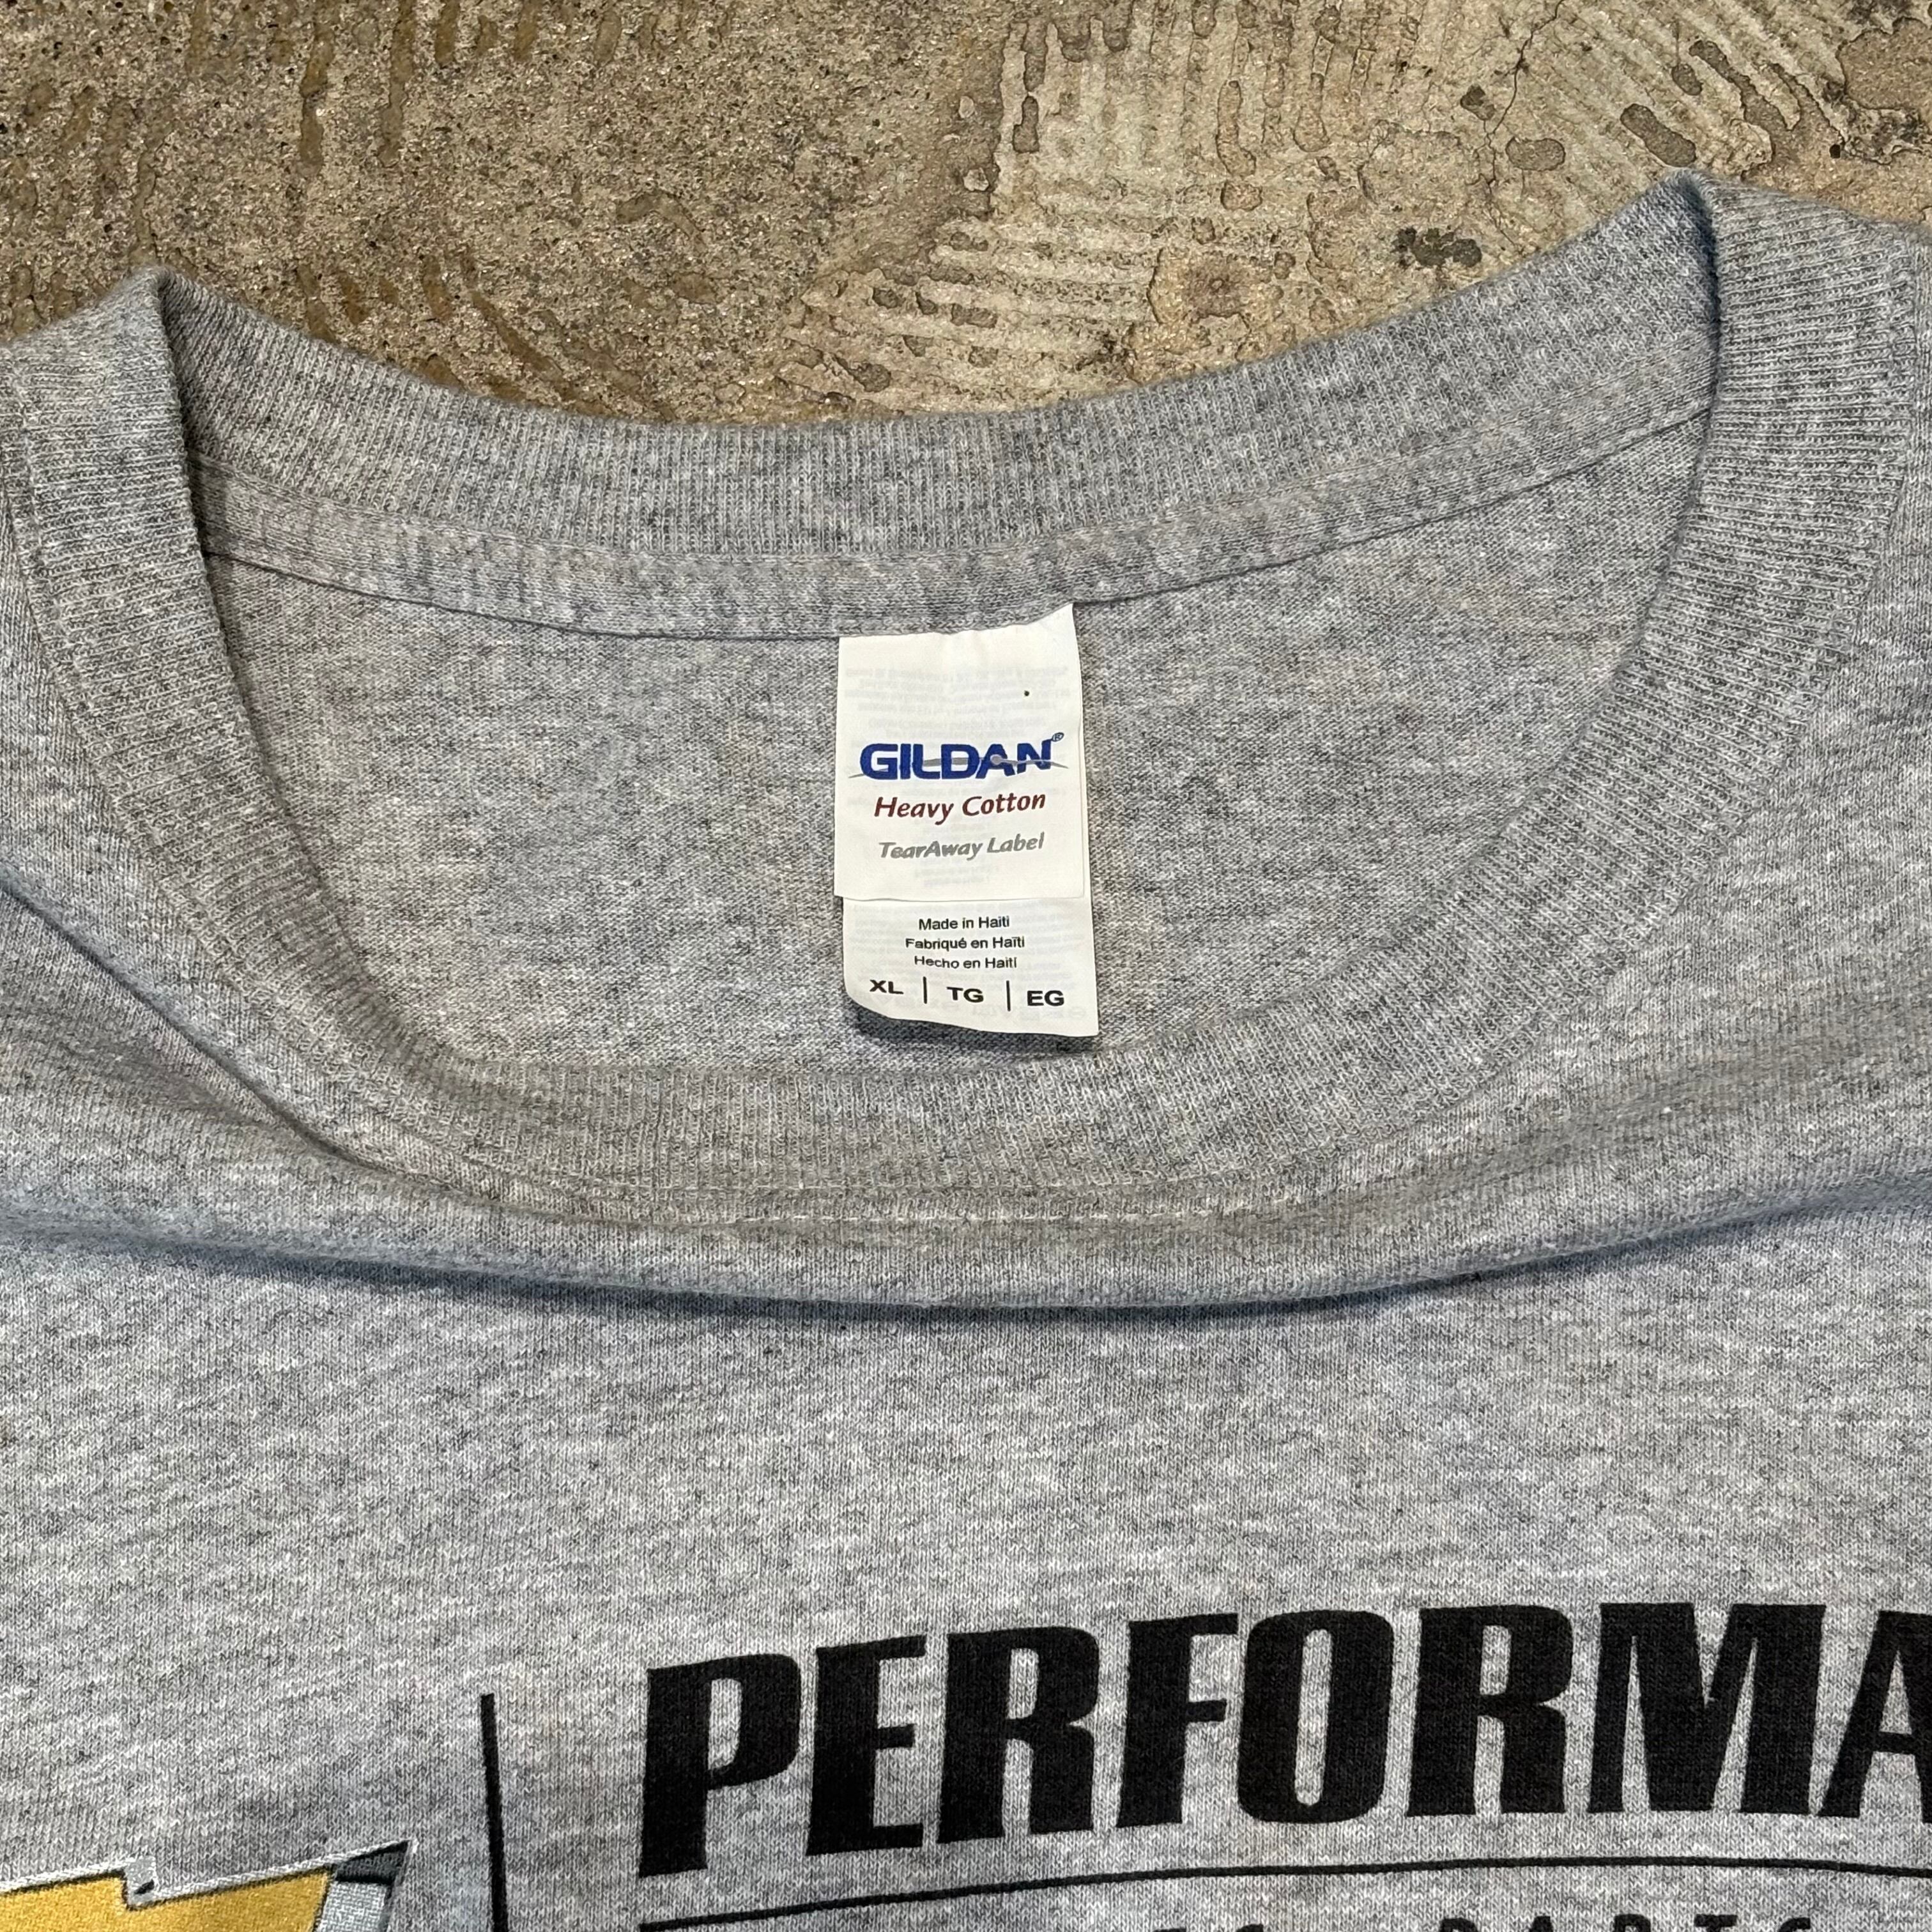 GILDAN®
Heavy Cotton
TearAway Label
Made in Haiti
Fabriqué en Haïti
Hecho en Haití
XL | TG | EG
PERFORMA